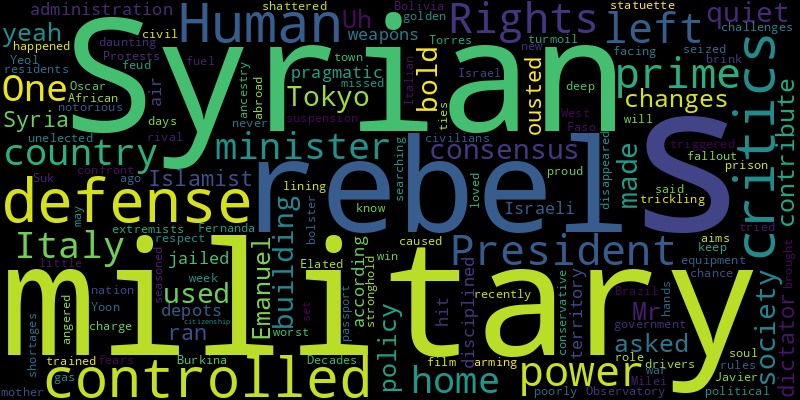 administration shattered Bolivia golden statuette quiet
yeah happened civil Human Uh Rights left
daunting Protests feud weapons Torres turmoil new facing seized brink challenges
Yeol residents Syrian town fuel Israel Italian bold ousted prime
One Oscar African air ancestry abroad pragmatic missed Tokyo deep changes
notorious rival days never ties West Faso will critics
Syria unelected suspension civilians triggered fallout contribute
country minister consensus S prison
Suk confront ago Islamist lining searching loved proud disappeared made said trickling
defense rebel Israeli
may extremists Fernanda respect bolster know tried
Italy building Emanuel caused President aims keep society
little jailed week according win equipment chance brought
military seasoned Elated passport stronghold disciplined hit territory
angered nation used depots set recently Brazil Mr hands dictator
Yoon charge citizenship worst policy conservative government asked
shortages ran role war drivers soul
trained fears Burkina Decades film arming Milei rules
gas controlled home power poorly Observatory Javier political
mother